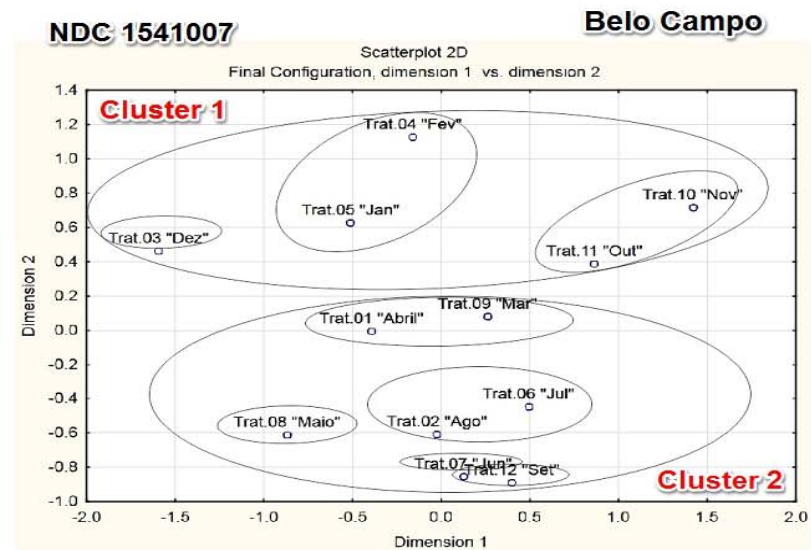 NDC 1541007
Belo Campo
Scatterplot 2D
Final Configuration, dimension 1 vs. dimension 2
Cluster 1
Trat.04 "Fev"
Trat.05 "Jan"
Trat.10 "Nov"
Trat.03 "Dez"
Trat.11 "Out"
Trat.09 "Mar"
Trat.01 "Abril"
Trat.06 "Jul"
Trat.08 "Maio"
Trat.02 "Ago"
Trat.07 "Jun"
Trat.12 "Set"
Cluster 2
Dimension 2
1.4
1.2
1.0
0.8
0.6
0.4
0.2
0.0
-0.2
-0.4
-0.6
-0.8
-1.0
-2.0 -1.5 -1.0 -0.5 0.0 0.5 1.0 1.5 2.0
Dimension 1